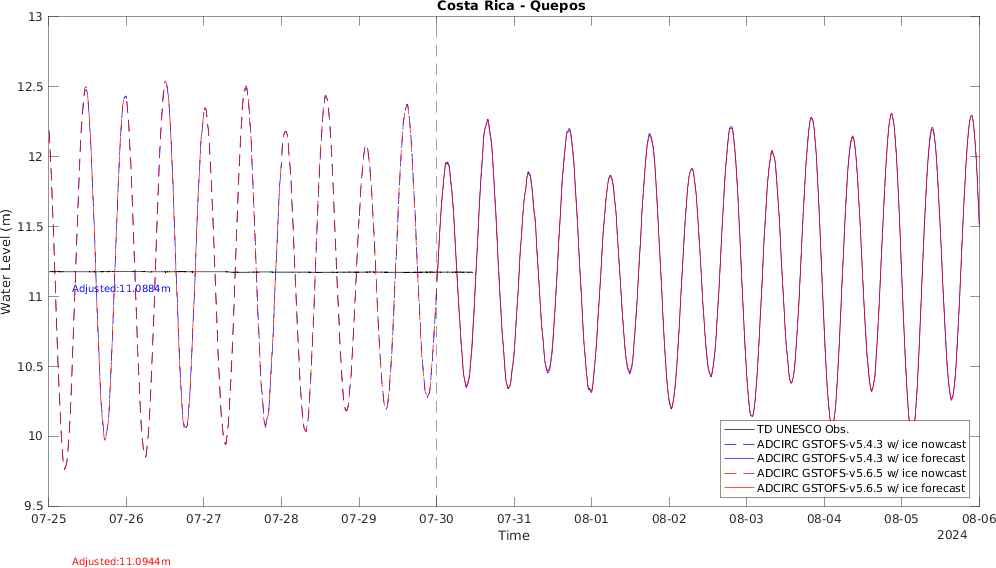 Costa Rica - Quepos
13
12.5
12
11.5
11
10.5
10
9.5
Water Level (m)
Adjusted:11.0884m
TD UNESCO Obs.
ADCIRC GSTOFS-v5.4.3 w/ ice nowcast
ADCIRC GSTOFS-v5.4.3 w/ ice forecast
ADCIRC GSTOFS-v5.6.5 w/ ice nowcast
ADCIRC GSTOFS-v5.6.5 w/ ice forecast
07-25 07-26 07-27 07-28 07-29 07-30 07-31 08-01 08-02 08-03 08-04 08-05 08-06
Time
2024
Adjusted:11.0944m